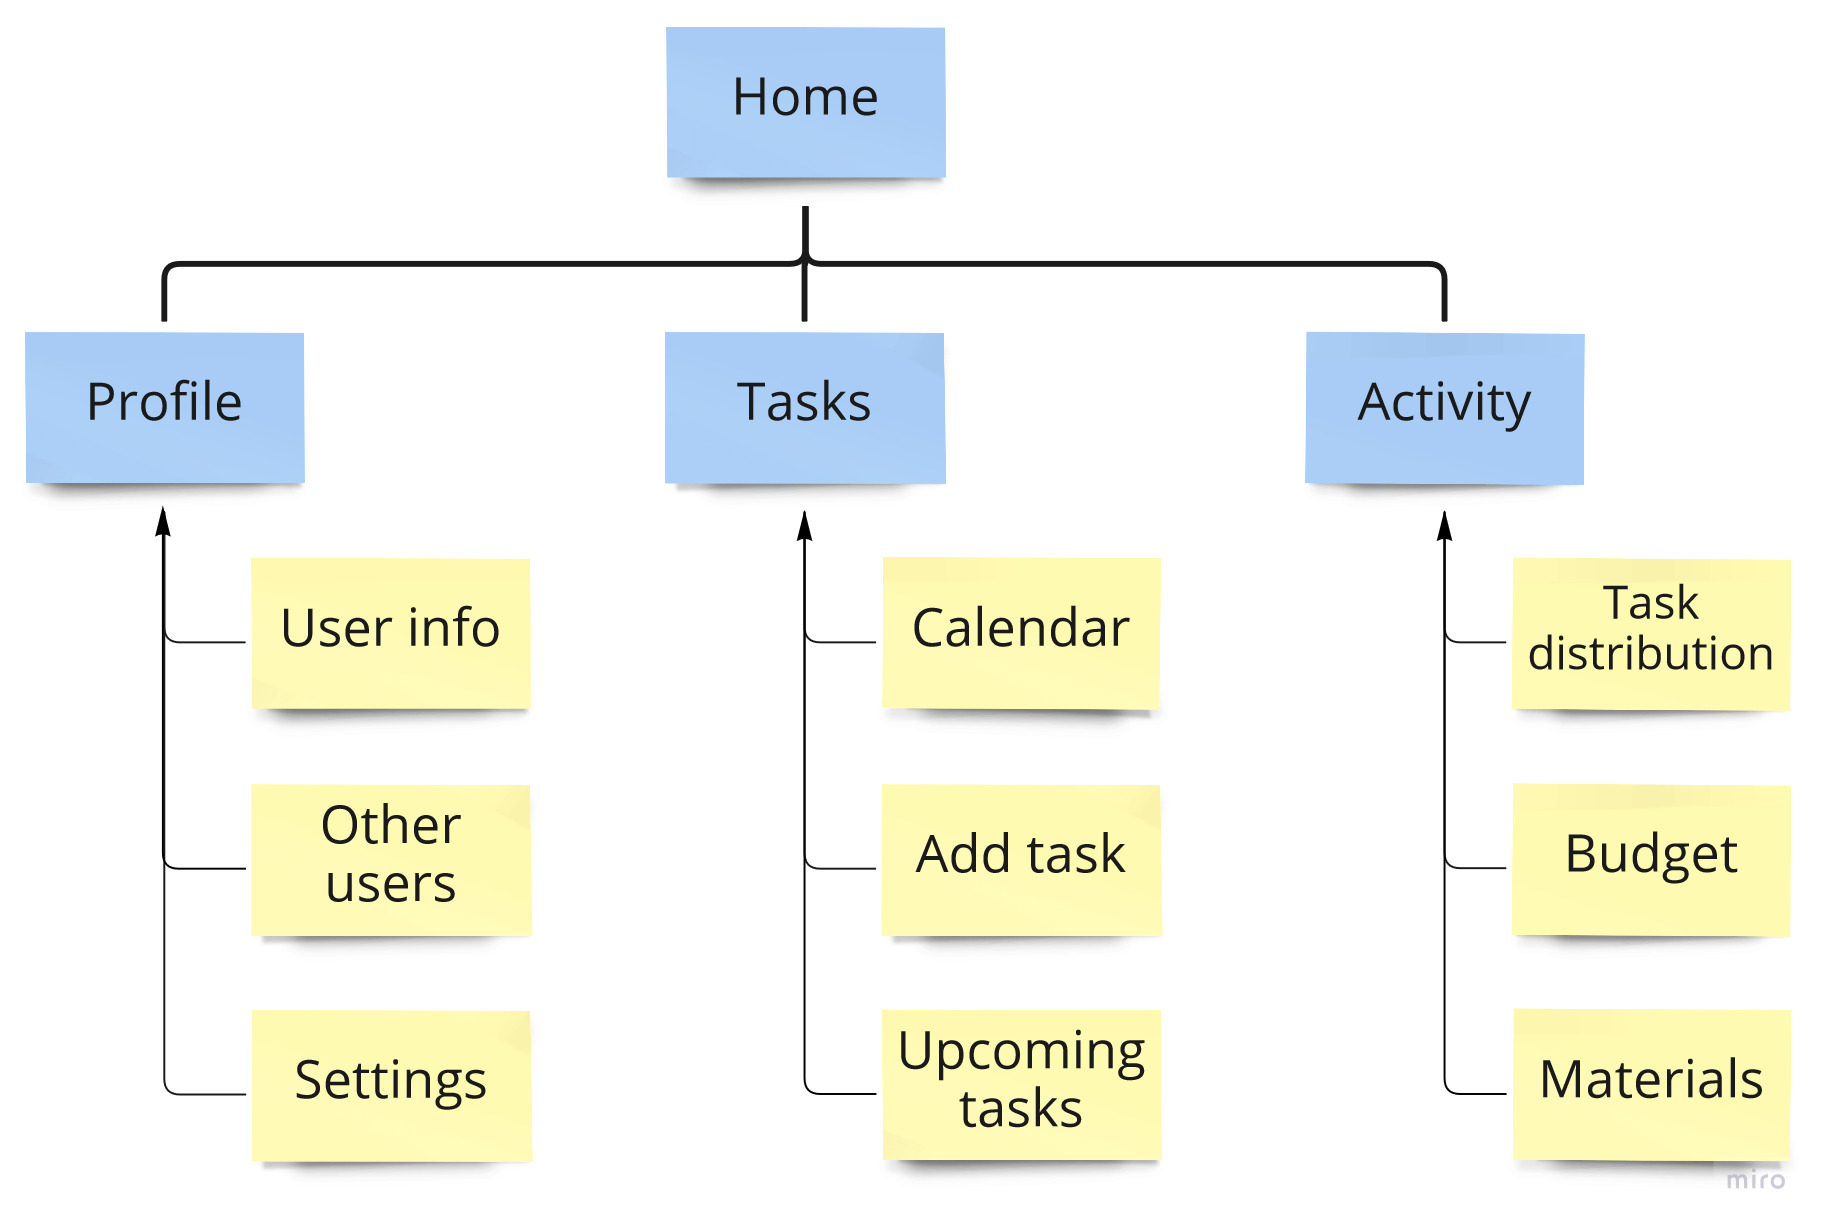 Home
Profile
Tasks
Activity
User info
Calendar
Task
distribution
Other
users
Add task
Budget
Settings
Upcoming
tasks
Materials
miro